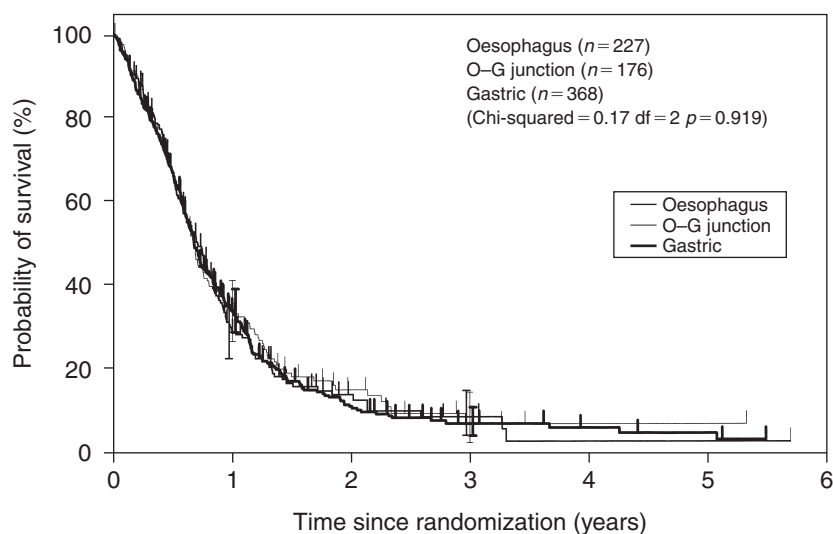 100
80
60
40
20
0
Probability of survival (%)
Oesophagus (n=227)
O–G junction (n=176)
Gastric (n=368)
(Chi-squared=0.17 df=2 p=0.919)
Oesophagus
O–G junction
Gastric
0 1 2 3 4 5 6
Time since randomization (years)